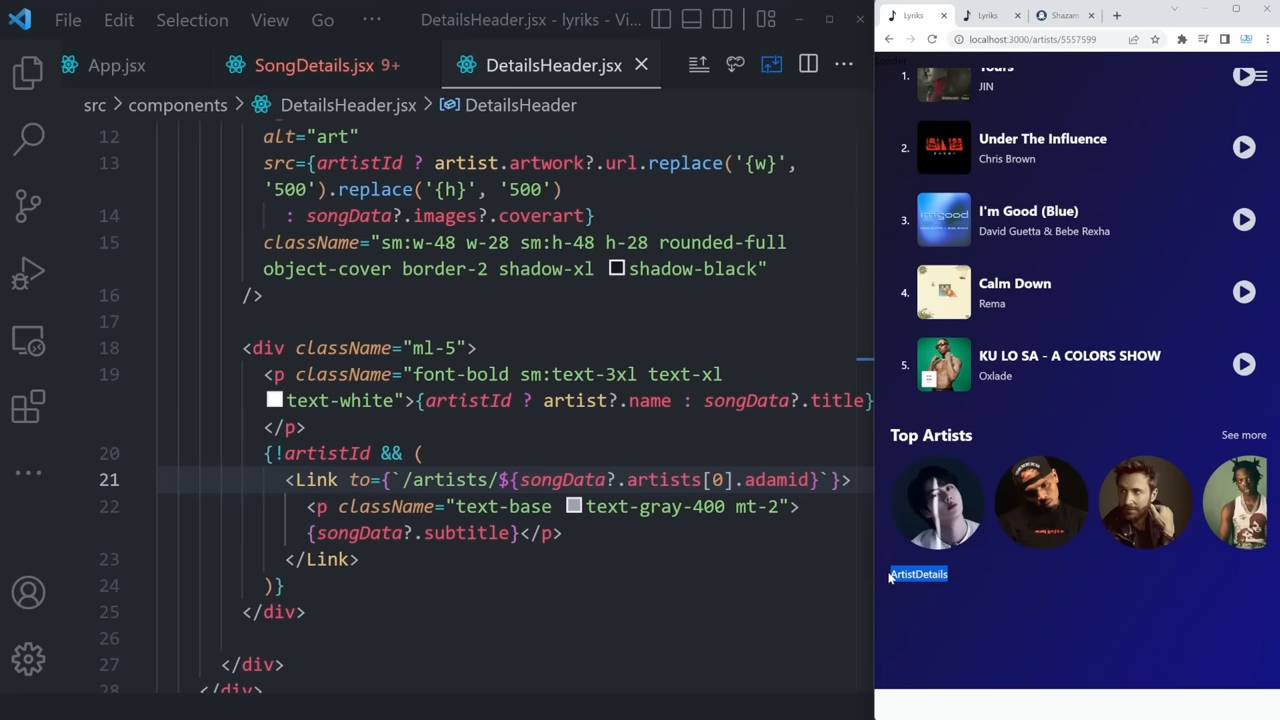 File Edit Selection View Go ··· DetailsHeader.jsx - lyriks - Vi...
App.jsx SongDetails.jsx 9+ DetailsHeader.jsx
src > components > DetailsHeader.jsx > DetailsHeader
12 alt="art"
13 src={artistId ? artist.artwork?.url.replace('{w}',
'500').replace('{h}', '500')
14 : songData?.images?.coverart}
15 className="sm:w-48 w-28 sm:h-48 h-28 rounded-full
object-cover border-2 shadow-xl shadow-black"
16 />
17
18 <div className="ml-5">
19 <p className="font-bold sm:text-3xl text-xl
text-white">{artistId ? artist?.name : songData?.title}
</p>
20 {!artistId && (
21 <Link to={`/artists/${songData?.artists[0].adamid}`}>
22 <p className="text-base text-gray-400 mt-2">
{songData?.subtitle}</p>
23 </Link>
24 )}
25 </div>
26
27 </div>
28 </div>
Lyriks Lyriks Shazam
localhost:3000/artists/5557599
1. Yours
JIN
2. Under The Influence
Chris Brown
3. I'm Good (Blue)
David Guetta & Bebe Rexha
4. Calm Down
Rema
5. KU LO SA - A COLORS SHOW
Oxlade
Top Artists See more
ArtistDetails